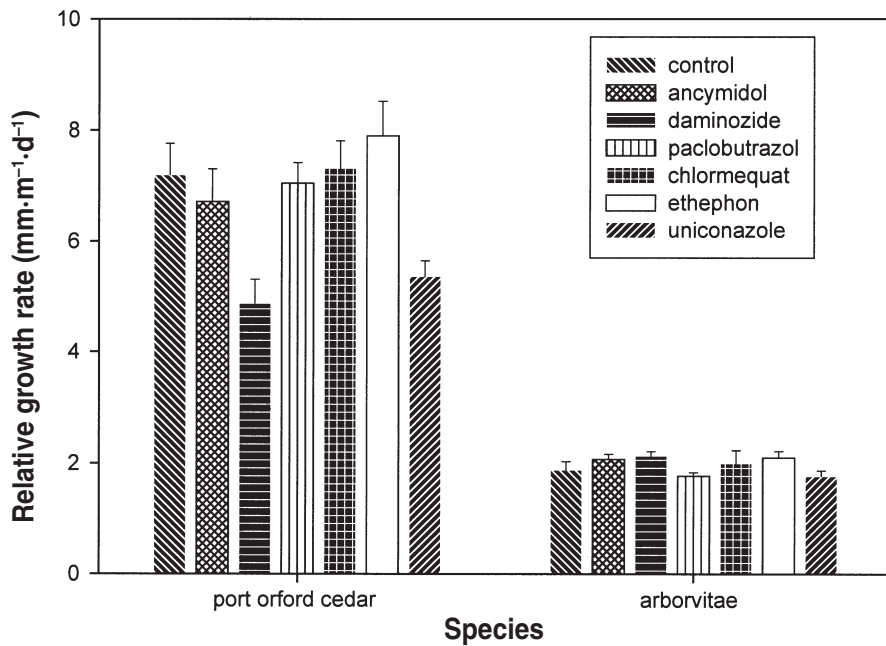 10
8
6
4
2
0
Relative growth rate (mm·m⁻¹·d⁻¹)
control
ancymidol
daminozide
paclobutrazol
chlormequat
ethephon
uniconazole
port orford cedar
arborvitae
Species